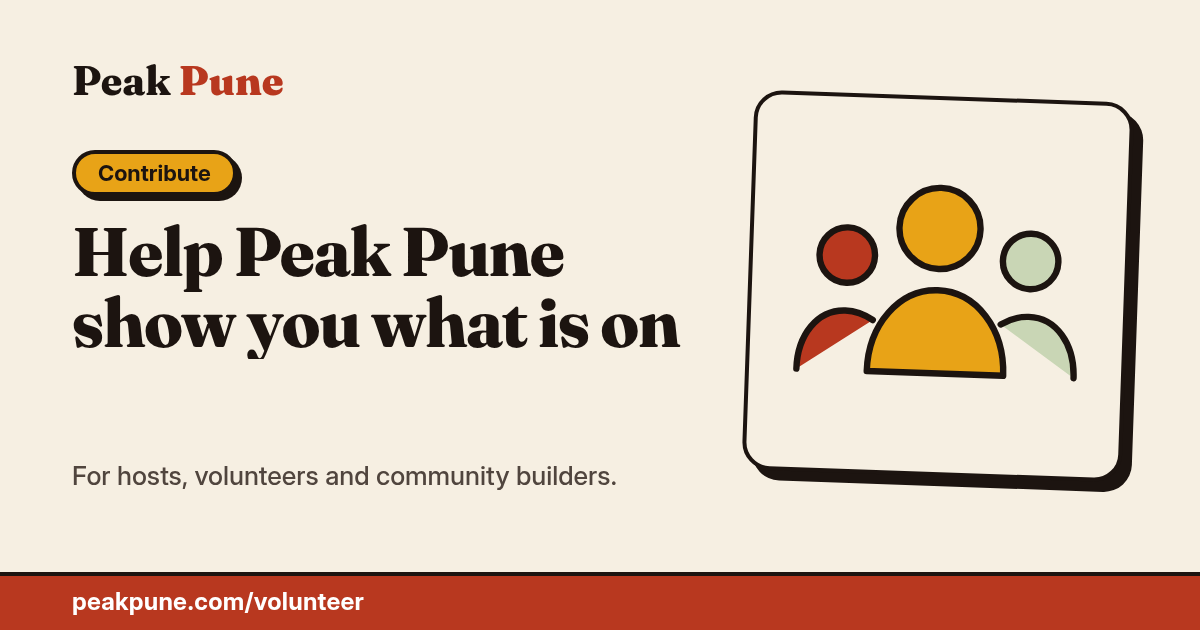 Peak Pune
Contribute
Help Peak Pune
show you what is on
For hosts, volunteers and community builders.
peakpune.com/volunteer